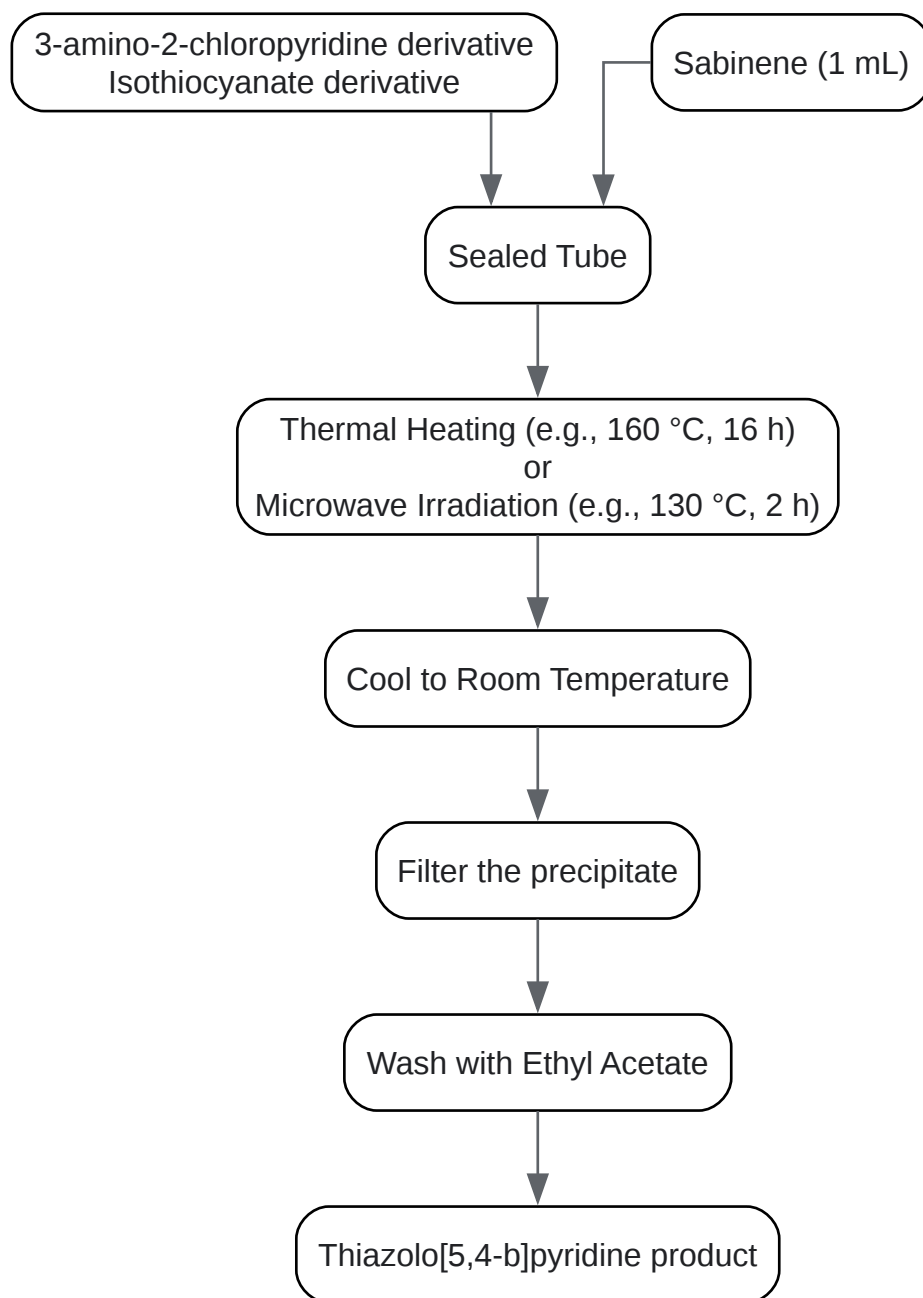 3-amino-2-chloropyridine derivative
Isothiocyanate derivative
Sabinene (1 mL)
Sealed Tube
Thermal Heating (e.g., 160 °C, 16 h)
or
Microwave Irradiation (e.g., 130 °C, 2 h)
Cool to Room Temperature
Filter the precipitate
Wash with Ethyl Acetate
Thiazolo[5,4-b]pyridine product